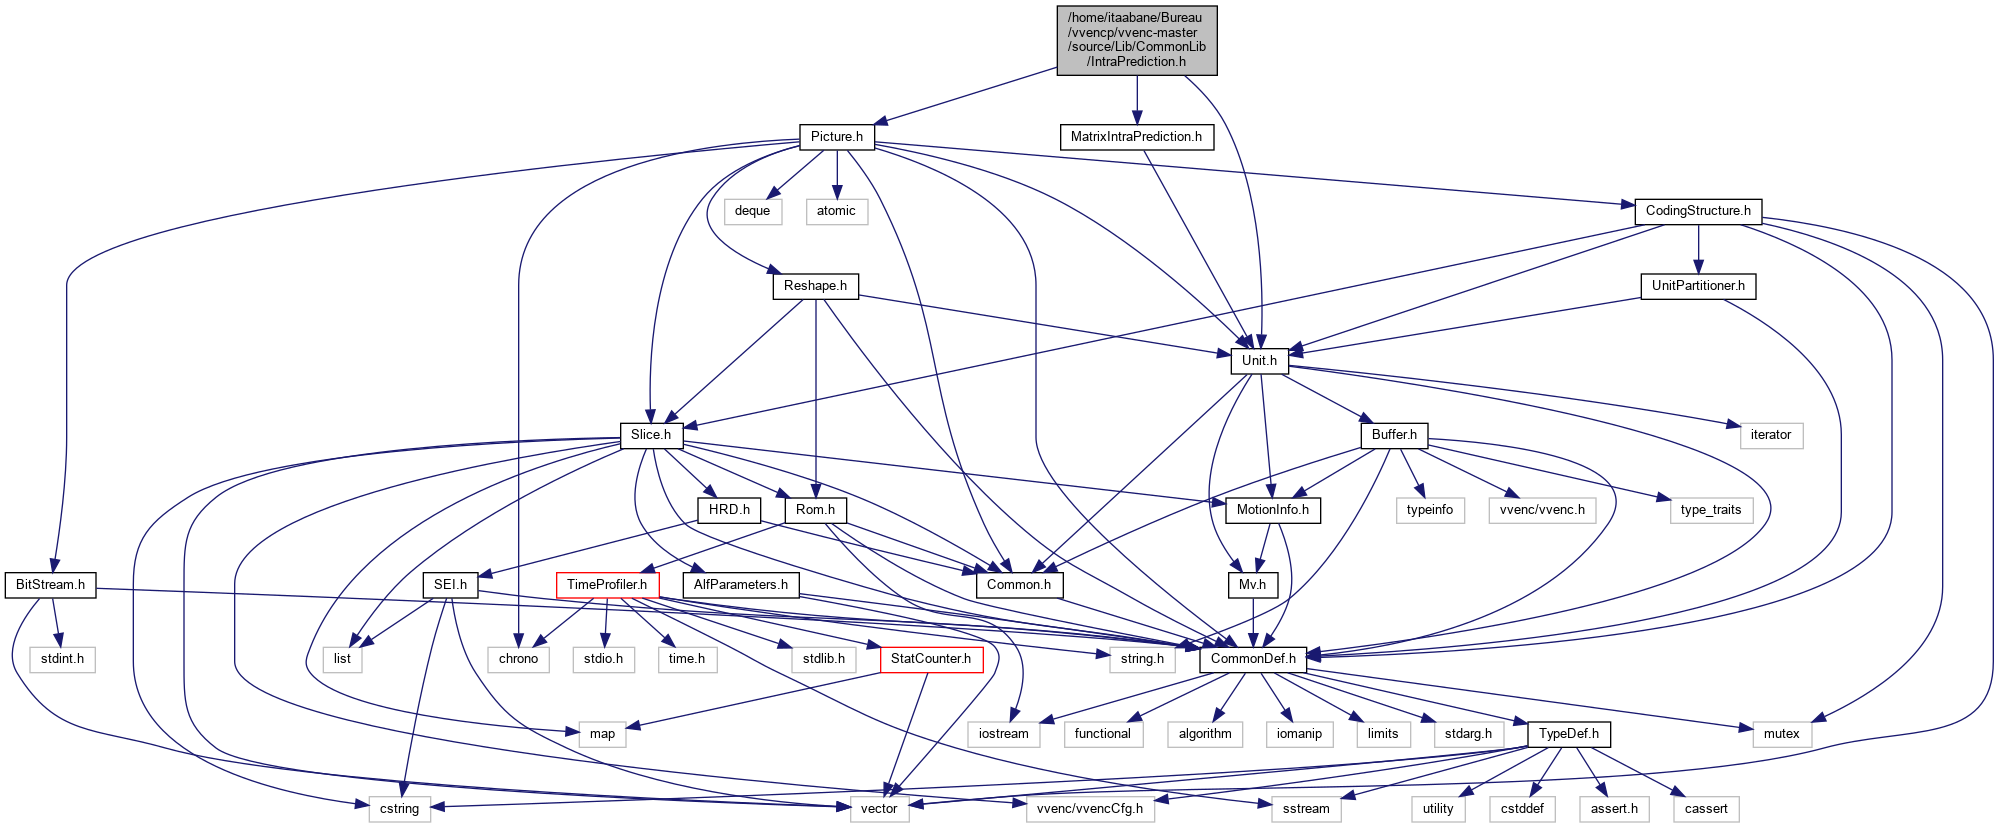 /home/itaabane/Bureau
/vvencp/vvenc-master
/source/Lib/CommonLib
/IntraPrediction.h
Picture.h
MatrixIntraPrediction.h
deque
atomic
CodingStructure.h
Reshape.h
UnitPartitioner.h
Unit.h
Slice.h
Buffer.h
iterator
HRD.h
Rom.h
MotionInfo.h
typeinfo
vvenc/vvenc.h
type_traits
BitStream.h
SEI.h
TimeProfiler.h
AlfParameters.h
Common.h
Mv.h
stdint.h
list
chrono
stdio.h
time.h
stdlib.h
StatCounter.h
string.h
CommonDef.h
map
iostream
functional
algorithm
iomanip
limits
stdarg.h
TypeDef.h
mutex
cstring
vector
vvenc/vvencCfg.h
sstream
utility
cstddef
assert.h
cassert